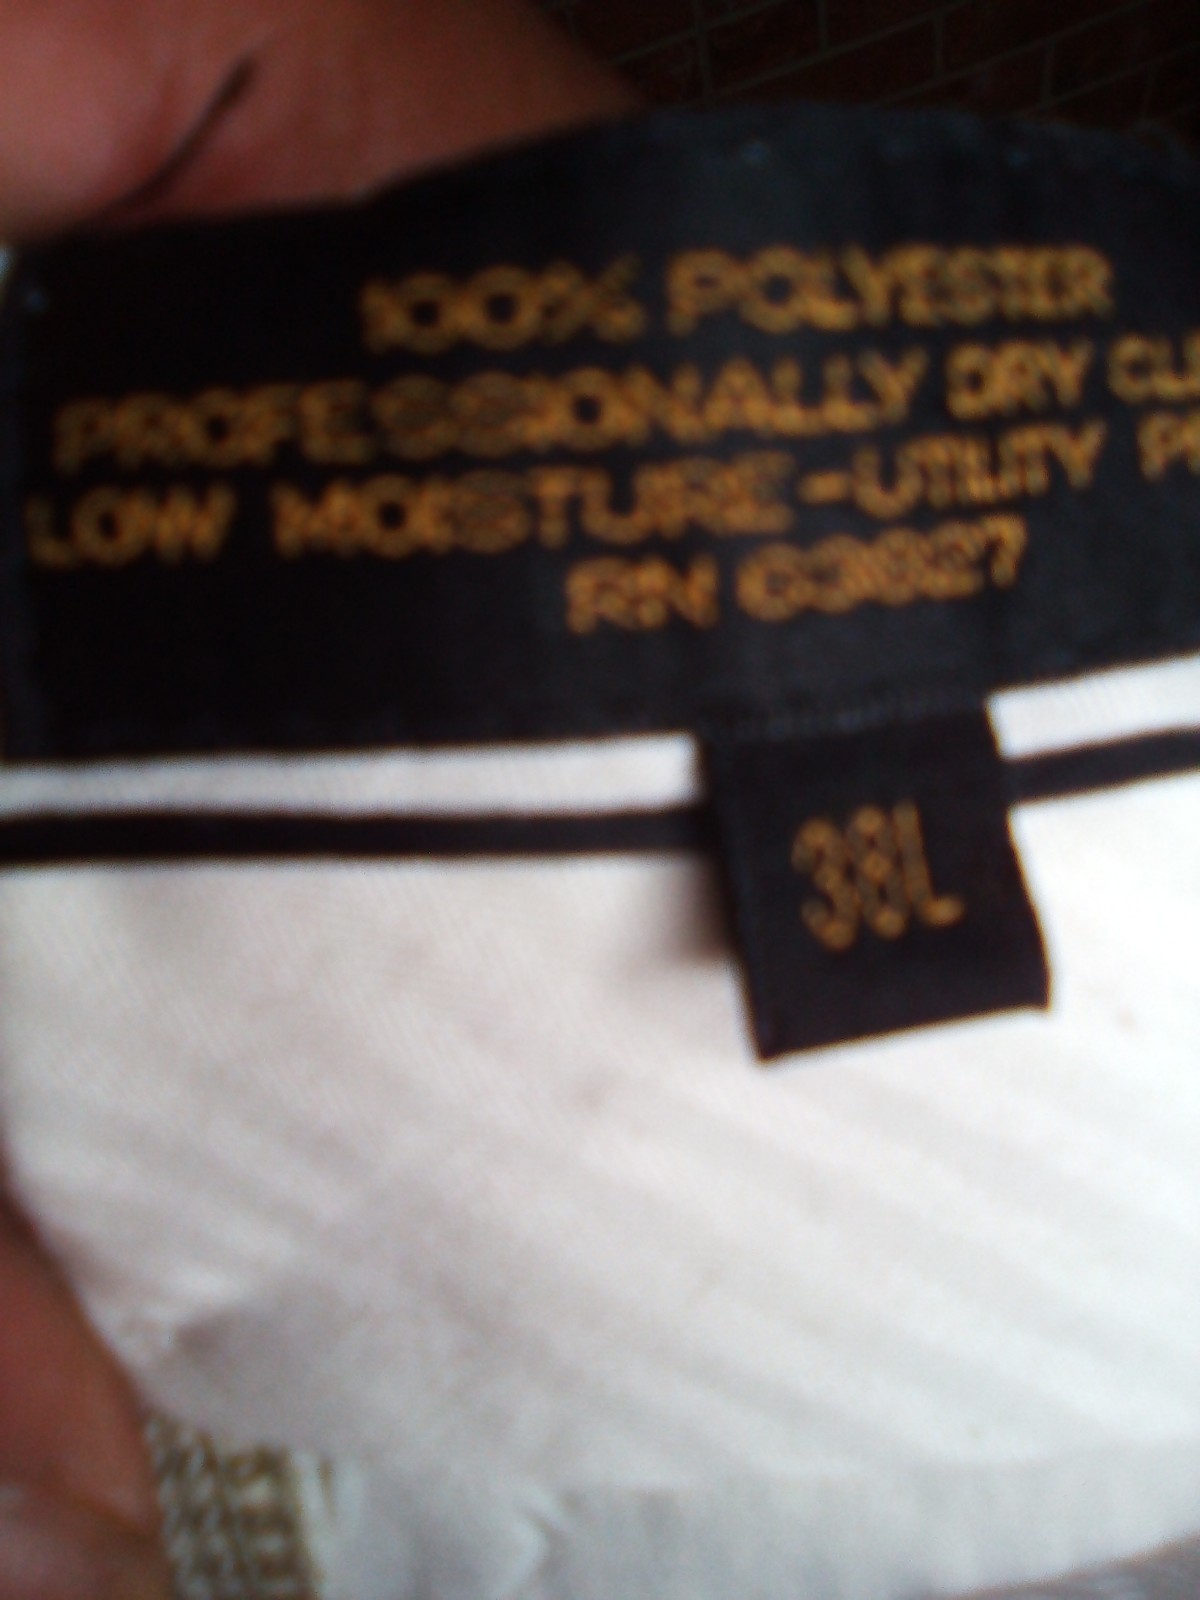 100% POLYESTER
PROFESSIONALLY DRY
LOW MOISTURE-UTILITY
RN
38L